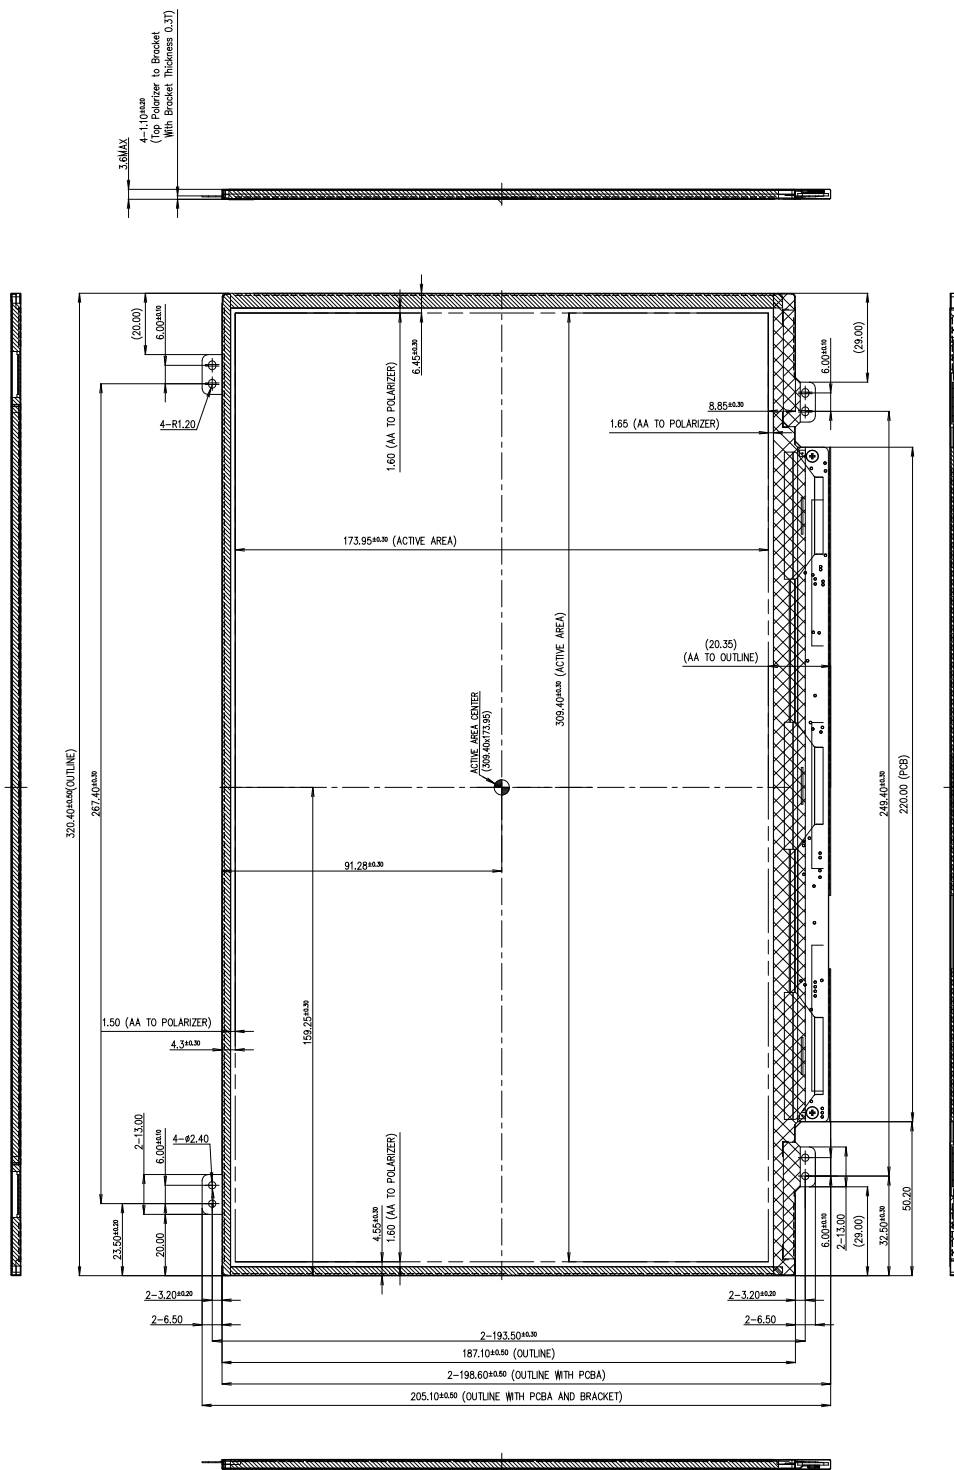 3.6MAX
4-1.10±0.20
(Top Polarizer to Bracket
With Bracket Thickness 0.3T)
(20.00)
6.00±0.10
4-R1.20
1.60 (AA TO POLARIZER)
6.45±0.30
(29.00)
6.00±0.10
8.85±0.30
1.65 (AA TO POLARIZER)
173.95±0.30 (ACTIVE AREA)
309.40±0.30 (ACTIVE AREA)
(20.35)
(AA TO OUTLINE)
ACTIVE AREA CENTER
(309.40x173.95)
320.40±0.50(OUTLINE)
267.40±0.30
249.40±0.30
220.00 (PCB)
91.28±0.30
159.25±0.30
1.50 (AA TO POLARIZER)
4.3±0.30
2-13.00
6.00±0.10
4-ø2.40
23.50±0.20
20.00
4.55±0.30
1.60 (AA TO POLARIZER)
6.00±0.10
2-13.00
(29.00)
32.50±0.30
50.20
2-3.20±0.20
2-6.50
2-3.20±0.20
2-6.50
2-193.50±0.30
187.10±0.50 (OUTLINE)
2-198.60±0.50 (OUTLINE WITH PCBA)
205.10±0.50 (OUTLINE WITH PCBA AND BRACKET)